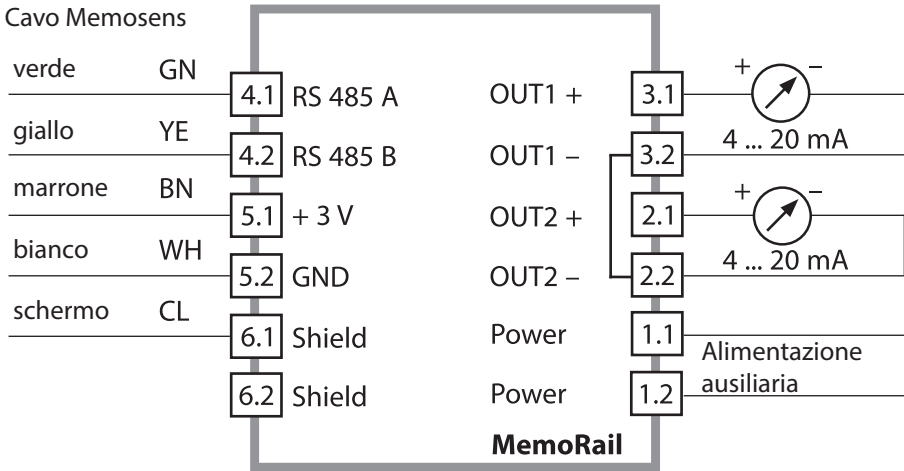 Cavo Memosens
verde GN 4.1 RS 485 A OUT1 + 3.1 + –
4 ... 20 mA
giallo YE 4.2 RS 485 B OUT1 – 3.2
marrone BN 5.1 + 3 V OUT2 + 2.1 + –
4 ... 20 mA
bianco WH 5.2 GND OUT2 – 2.2
schermo CL 6.1 Shield Power 1.1
Alimentazione
ausiliaria
6.2 Shield Power 1.2
MemoRail